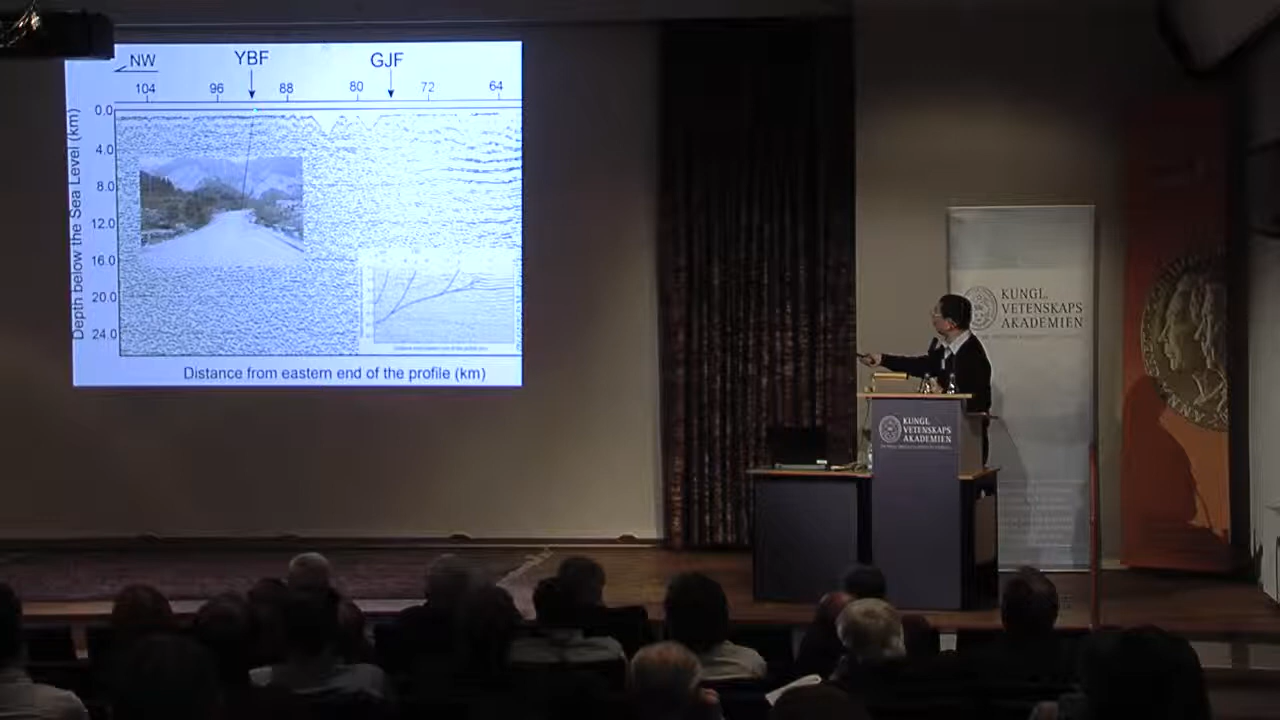 NW
YBF
GJF
104
96
88
80
72
64
0.0
4.0
8.0
12.0
16.0
20.0
24.0
Depth below the Sea Level (km)
Distance from eastern end of the profile (km)
KUNGL.
VETENSKAPS
AKADEMIEN
KUNGL.
VETENSKAPS
AKADEMIEN